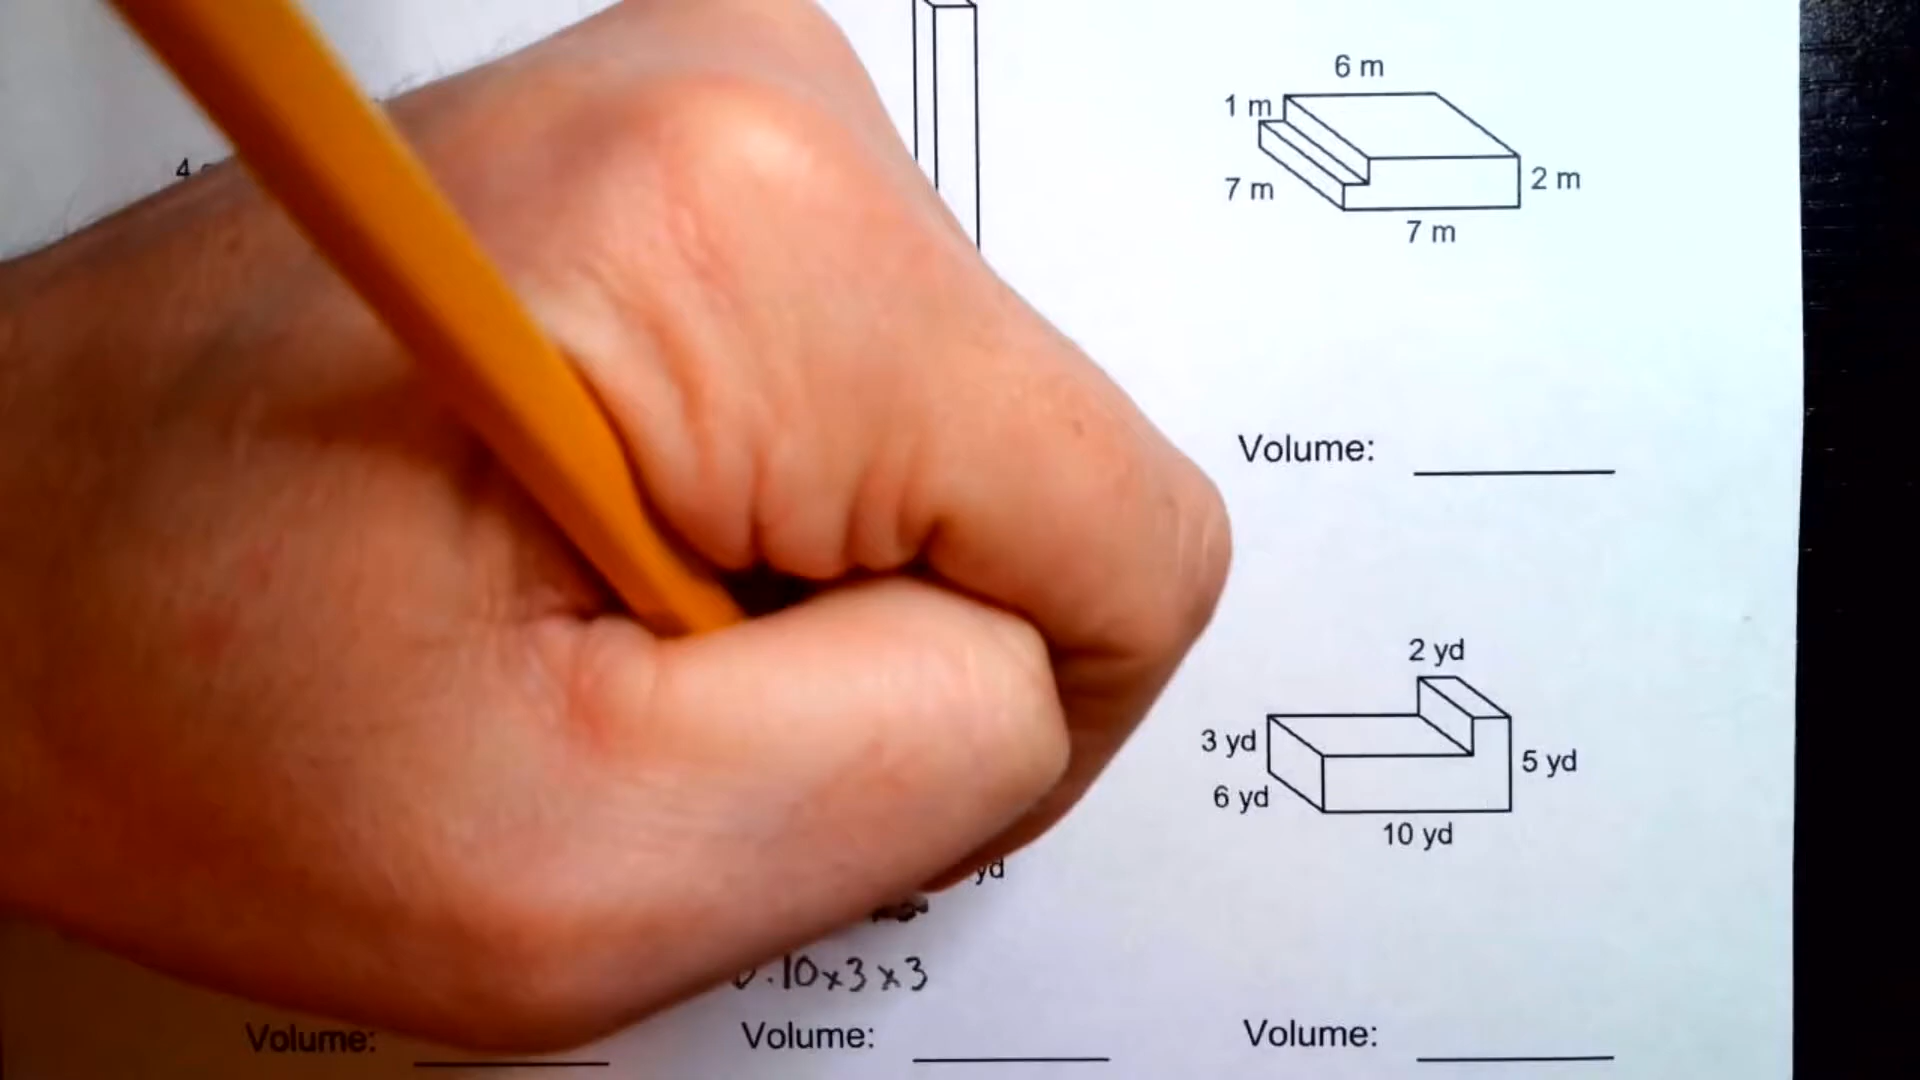 6 m
1 m
4
2 m
7 m
7 m
Volume:
2 yd
3 yd
5 yd
6 yd
10 yd
yd
10x3x3
Volume:
Volume:
Volume: